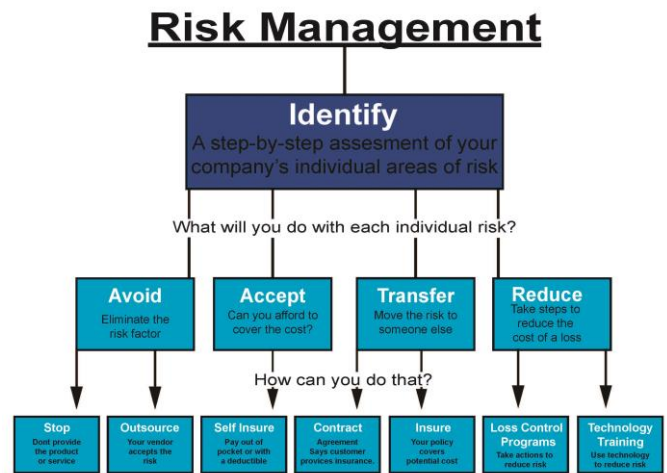 Risk Management
Identify
A step-by-step assesment of your
company's individual areas of risk
What will you do with each individual risk?
Avoid
Eliminate the
risk factor
Accept
Can you afford to
cover the cost?
Transfer
Move the risk to
someone else
Reduce
Take steps to
reduce the
cost of a loss
How can you do that?
Stop
Dont provide
the product
or service
Outsource
Your vendor
accepts the
risk
Self Insure
Pay out of
pocket or with
a deductible
Contract
Agreement
Says customer
provices insurance.
Insure
Your policy
covers
potential cost
Loss Control
Programs
Take actions to
reduce risk
Technology
Training
Use technology
to reduce risk